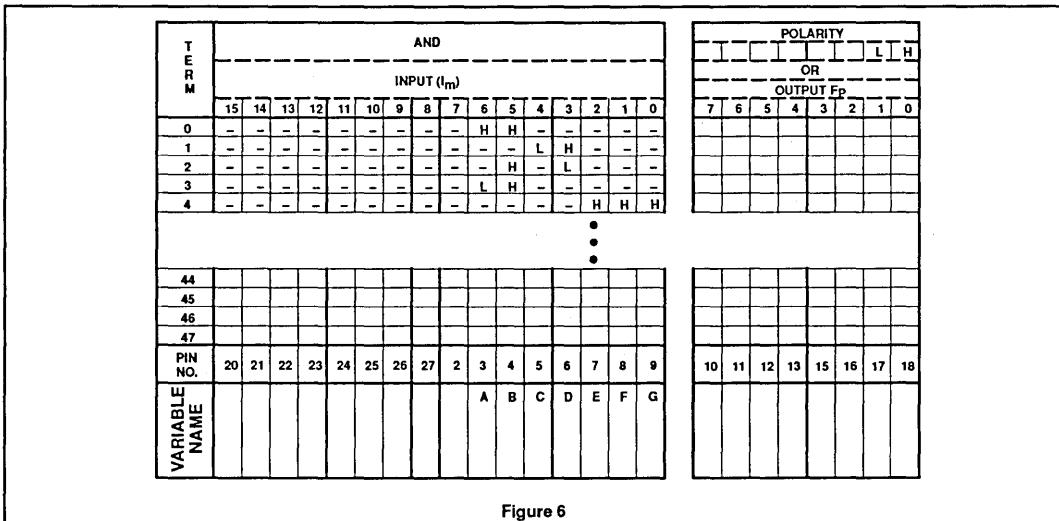 TERM AND POLARITY
L H
INPUT (Im) OR
OUTPUT FP
15 14 13 12 11 10 9 8 7 6 5 4 3 2 1 0 7 6 5 4 3 2 1 0
0 – – – – – – – – – H H – – – – –
1 – – – – – – – – – – – L H – – –
2 – – – – – – – – – – H – L – – –
3 – – – – – – – – – L H – – – – –
4 – – – – – – – – – – – – – H H H
•
•
•
44
45
46
47
PIN NO. 20 21 22 23 24 25 26 27 2 3 4 5 6 7 8 9 10 11 12 13 15 16 17 18
VARIABLE NAME A B C D E F G
Figure 6